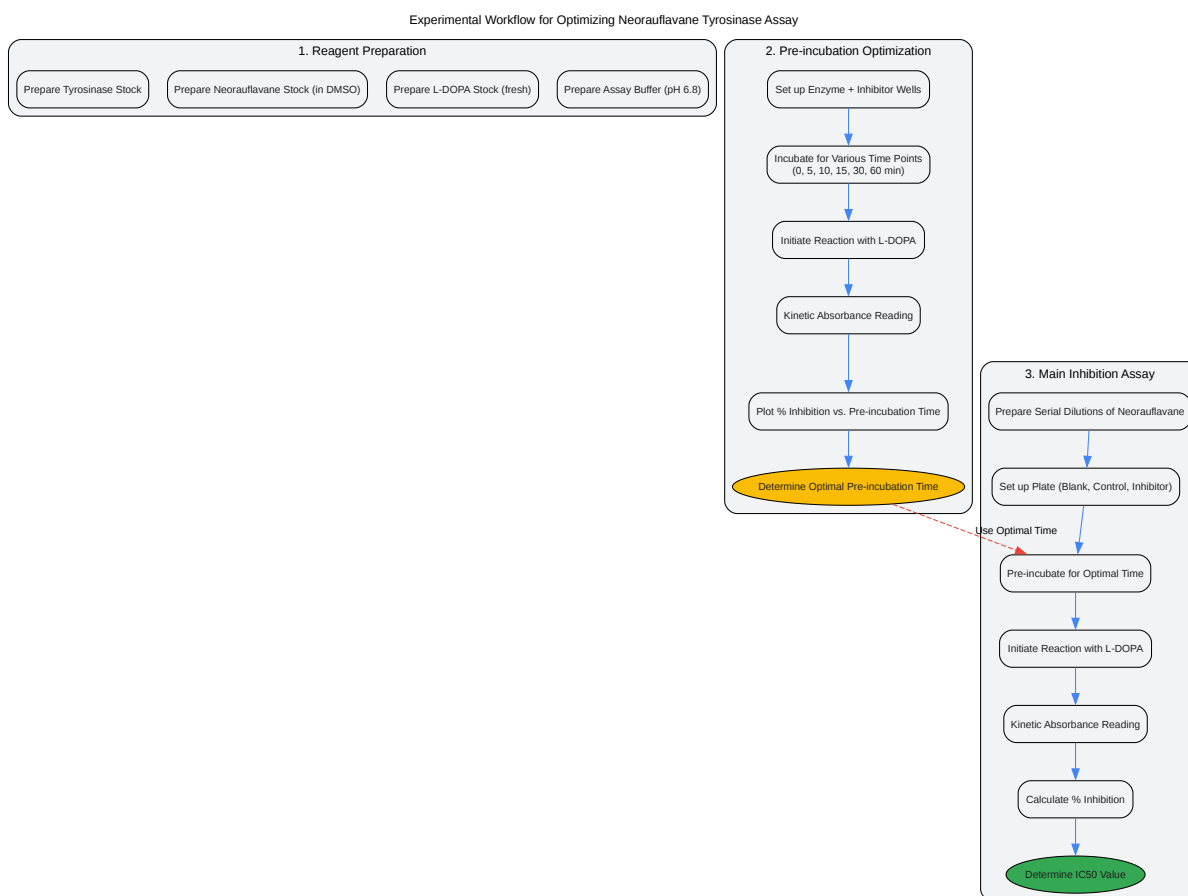 Experimental Workflow for Optimizing Neorauflavane Tyrosinase Assay
1. Reagent Preparation
Prepare Tyrosinase Stock
Prepare Neorauflavane Stock (in DMSO)
Prepare L-DOPA Stock (fresh)
Prepare Assay Buffer (pH 6.8)
2. Pre-incubation Optimization
Set up Enzyme + Inhibitor Wells
Incubate for Various Time Points
(0, 5, 10, 15, 30, 60 min)
Initiate Reaction with L-DOPA
Kinetic Absorbance Reading
Plot % Inhibition vs. Pre-incubation Time
Determine Optimal Pre-incubation Time
Use Optimal Time
3. Main Inhibition Assay
Prepare Serial Dilutions of Neorauflavane
Set up Plate (Blank, Control, Inhibitor)
Pre-incubate for Optimal Time
Initiate Reaction with L-DOPA
Kinetic Absorbance Reading
Calculate % Inhibition
Determine IC50 Value